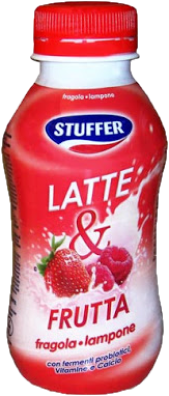 fragola • lampone
STUFFER
LATTE
&
FRUTTA
fragola • lampone
con fermenti probiotici
Vitamine e Calcio